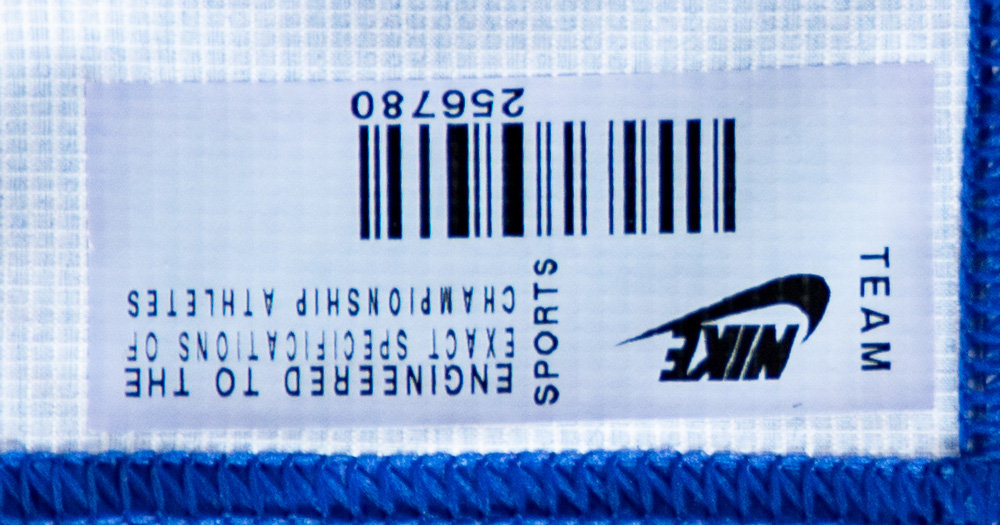 TEAM
NIKE
SPORTS
ENGINEERED TO THE
EXACT SPECIFICATIONS OF
CHAMPIONSHIP ATHLETES
256780